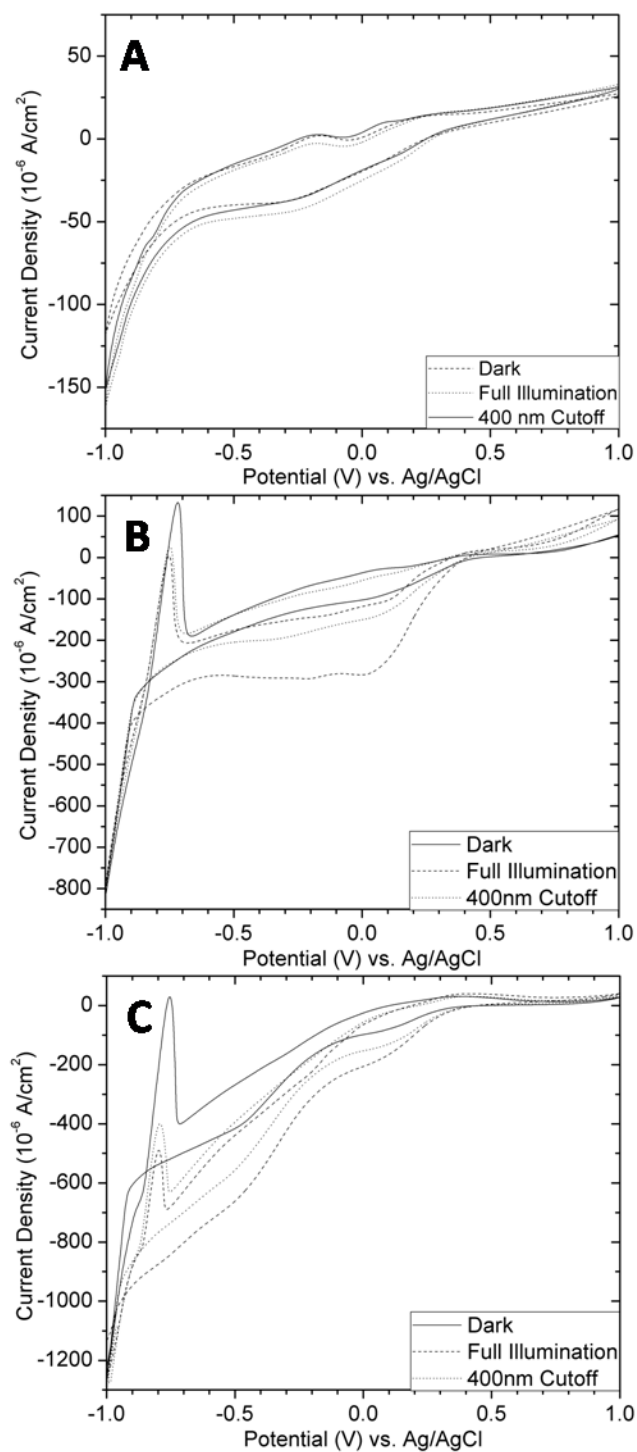 A
Current Density (10⁻⁶ A/cm²)
50
0
-50
-100
-150
-1.0 -0.5 0.0 0.5 1.0
Potential (V) vs. Ag/AgCl
Dark
Full Illumination
400 nm Cutoff
B
Current Density (10⁻⁶ A/cm²)
100
0
-100
-200
-300
-400
-500
-600
-700
-800
-1.0 -0.5 0.0 0.5 1.0
Potential (V) vs. Ag/AgCl
Dark
Full Illumination
400nm Cutoff
C
Current Density (10⁻⁶ A/cm²)
0
-200
-400
-600
-800
-1000
-1200
-1.0 -0.5 0.0 0.5 1.0
Potential (V) vs. Ag/AgCl
Dark
Full Illumination
400nm Cutoff